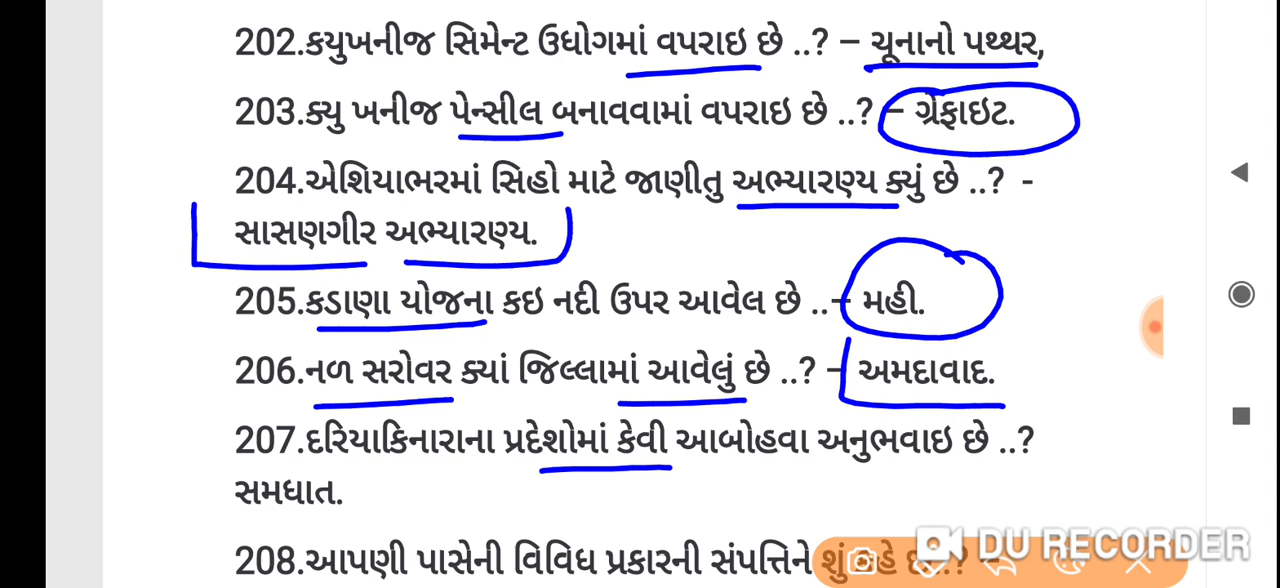 202.કયુખનીજ સિમેન્ટ ઉધોગમાં વપરાઇ છે ..? – ચૂનાનો પથ્થર,
203.ક્યુ ખનીજ પેન્સીલ બનાવવામાં વપરાઇ છે ..? – ગ્રેફાઇટ.
204.એશિયાભરમાં સિહો માટે જાણીતુ અભ્યારણ્ય ક્યું છે ..? -
સાસણગીર અભ્યારણ્ય.
205.કડાણા યોજના કઇ નદી ઉપર આવેલ છે ..– મહી.
206.નળ સરોવર ક્યાં જિલ્લામાં આવેલું છે ..? – અમદાવાદ.
207.દરિયાકિનારાના પ્રદેશોમાં કેવી આબોહવા અનુભવાઇ છે ..?
સમધાત.
208.આપણી પાસેની વિવિધ પ્રકારની સંપત્તિને શું
DU RECORDER